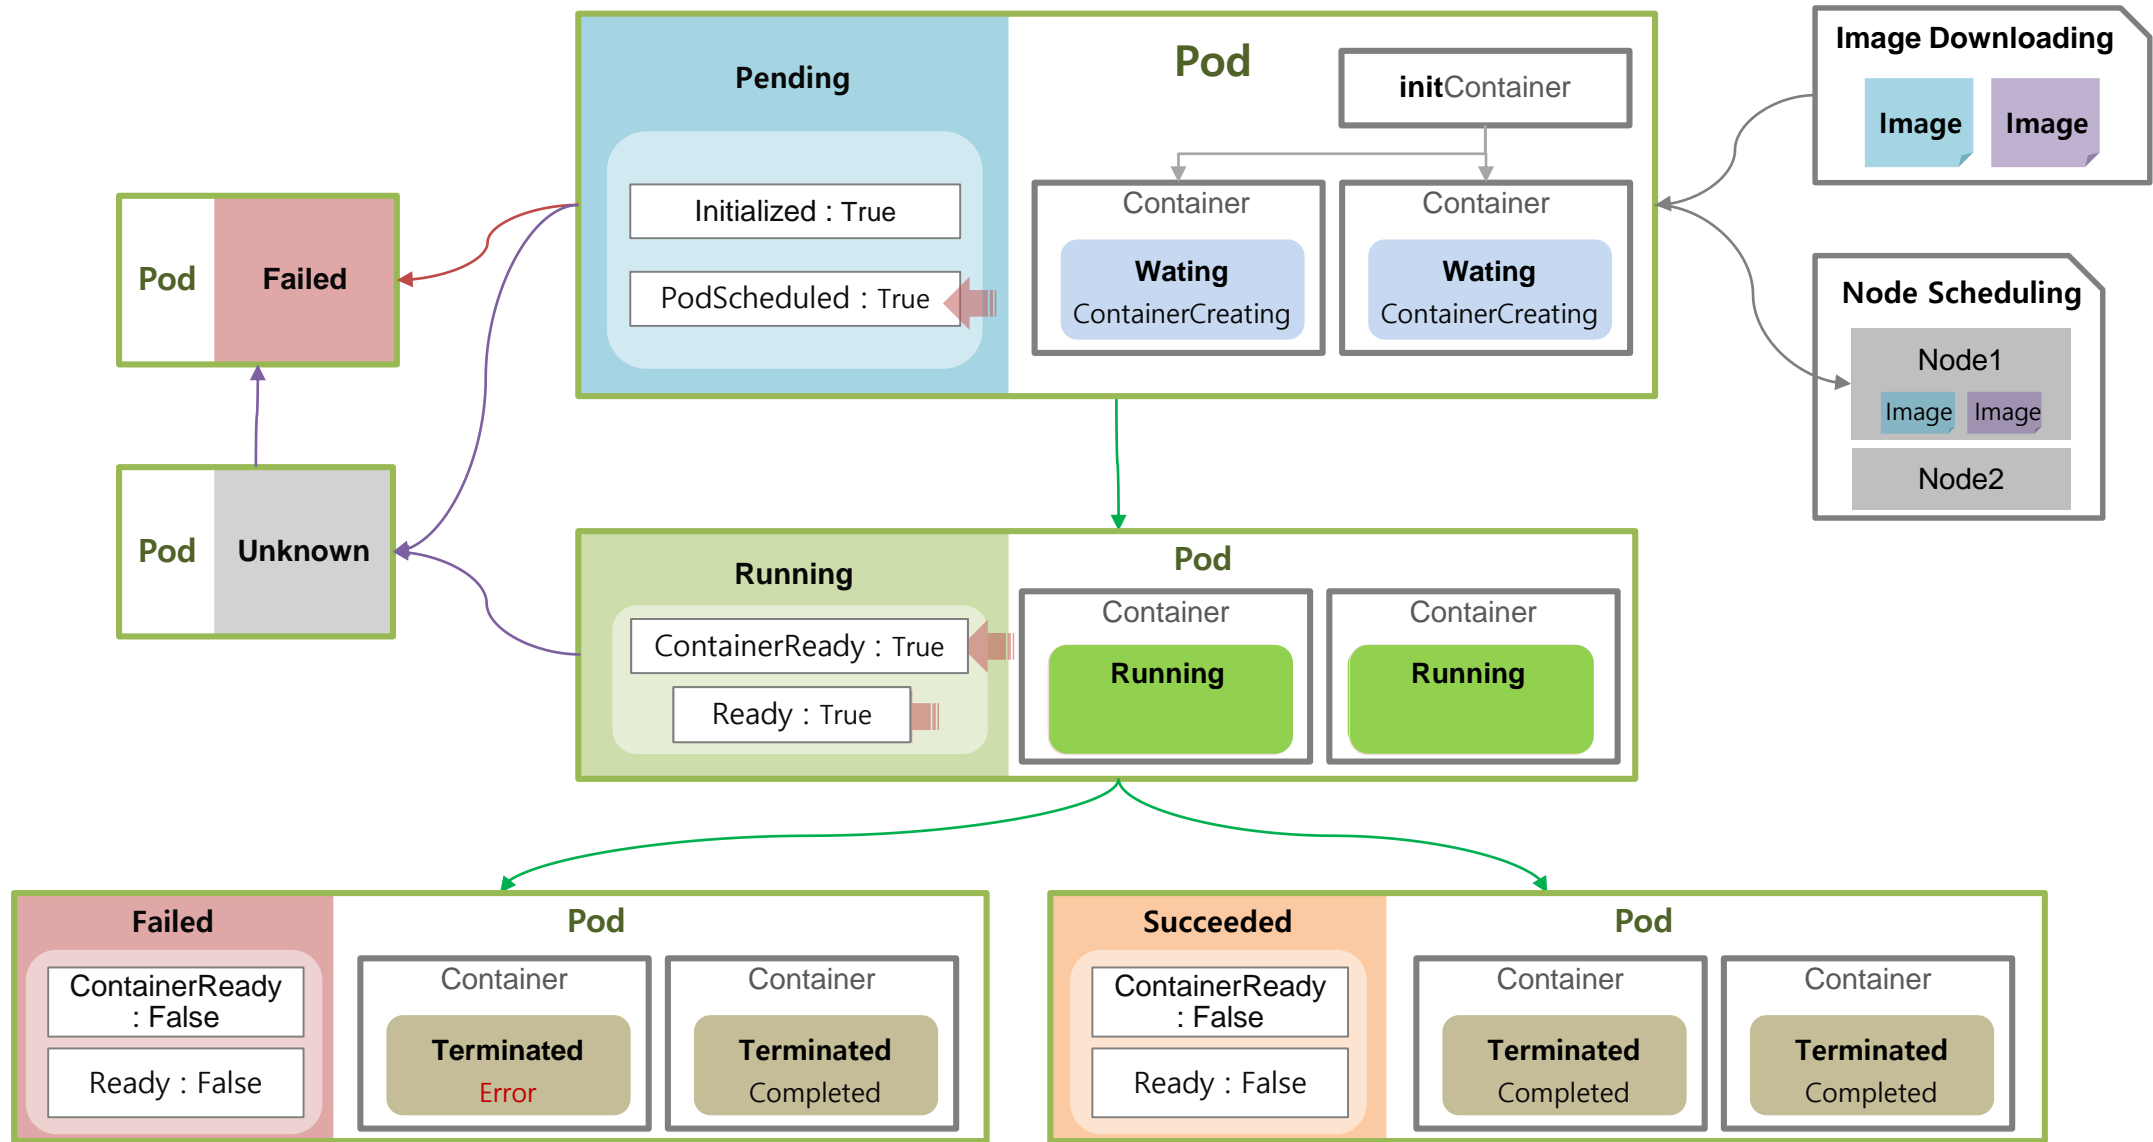 Pending
Pod
initContainer
Initialized : True
PodScheduled : True
Container
Wating
ContainerCreating
Container
Wating
ContainerCreating
Image Downloading
Image
Image
Node Scheduling
Node1
Image
Image
Node2
Pod
Failed
Pod
Unknown
Running
Pod
ContainerReady : True
Ready : True
Container
Running
Container
Running
Failed
Pod
ContainerReady
: False
Ready : False
Container
Terminated
Error
Container
Terminated
Completed
Succeeded
Pod
ContainerReady
: False
Ready : False
Container
Terminated
Completed
Container
Terminated
Completed